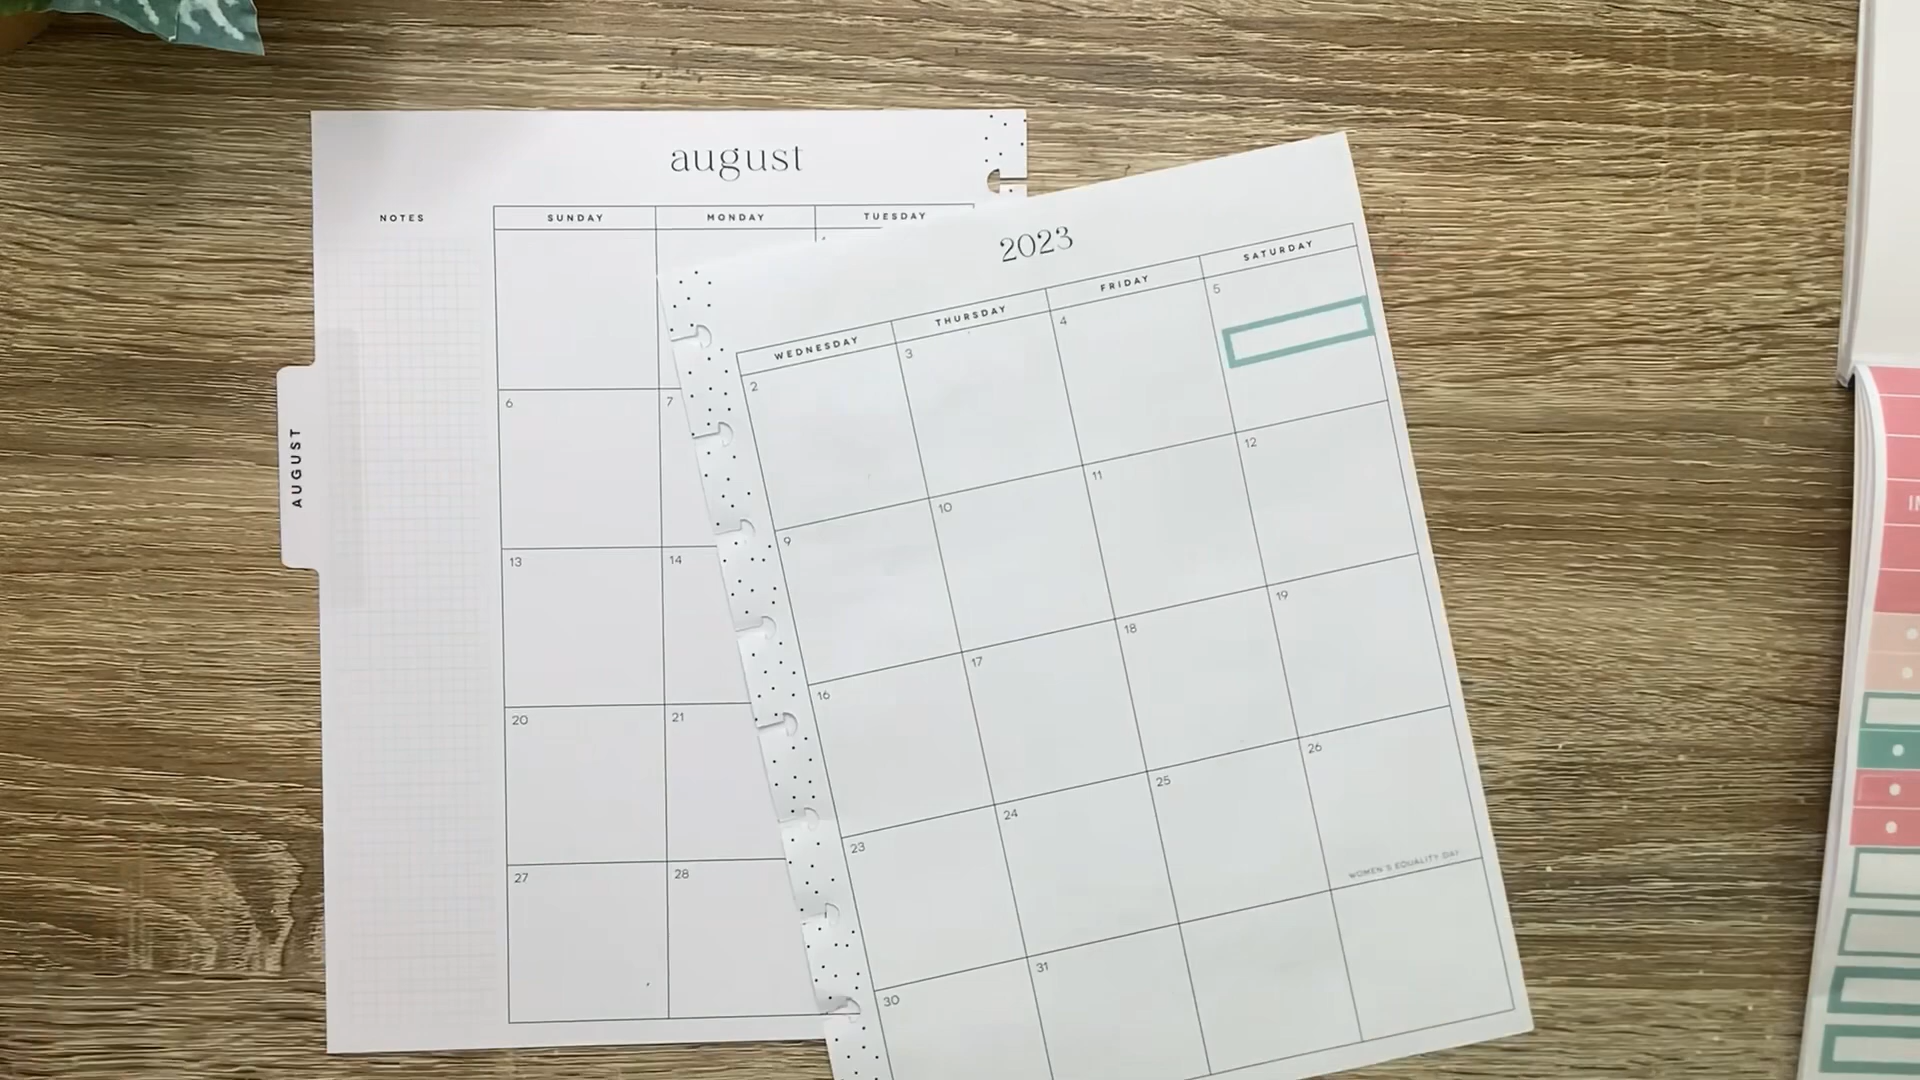 august
NOTES
SUNDAY MONDAY TUESDAY
6 7
13 14
20 21
27 28
AUGUST
2023
WEDNESDAY THURSDAY FRIDAY SATURDAY
2 3 4 5
9 10 11 12
16 17 18 19
23 24 25 26
WOMEN'S EQUALITY DAY
30 31